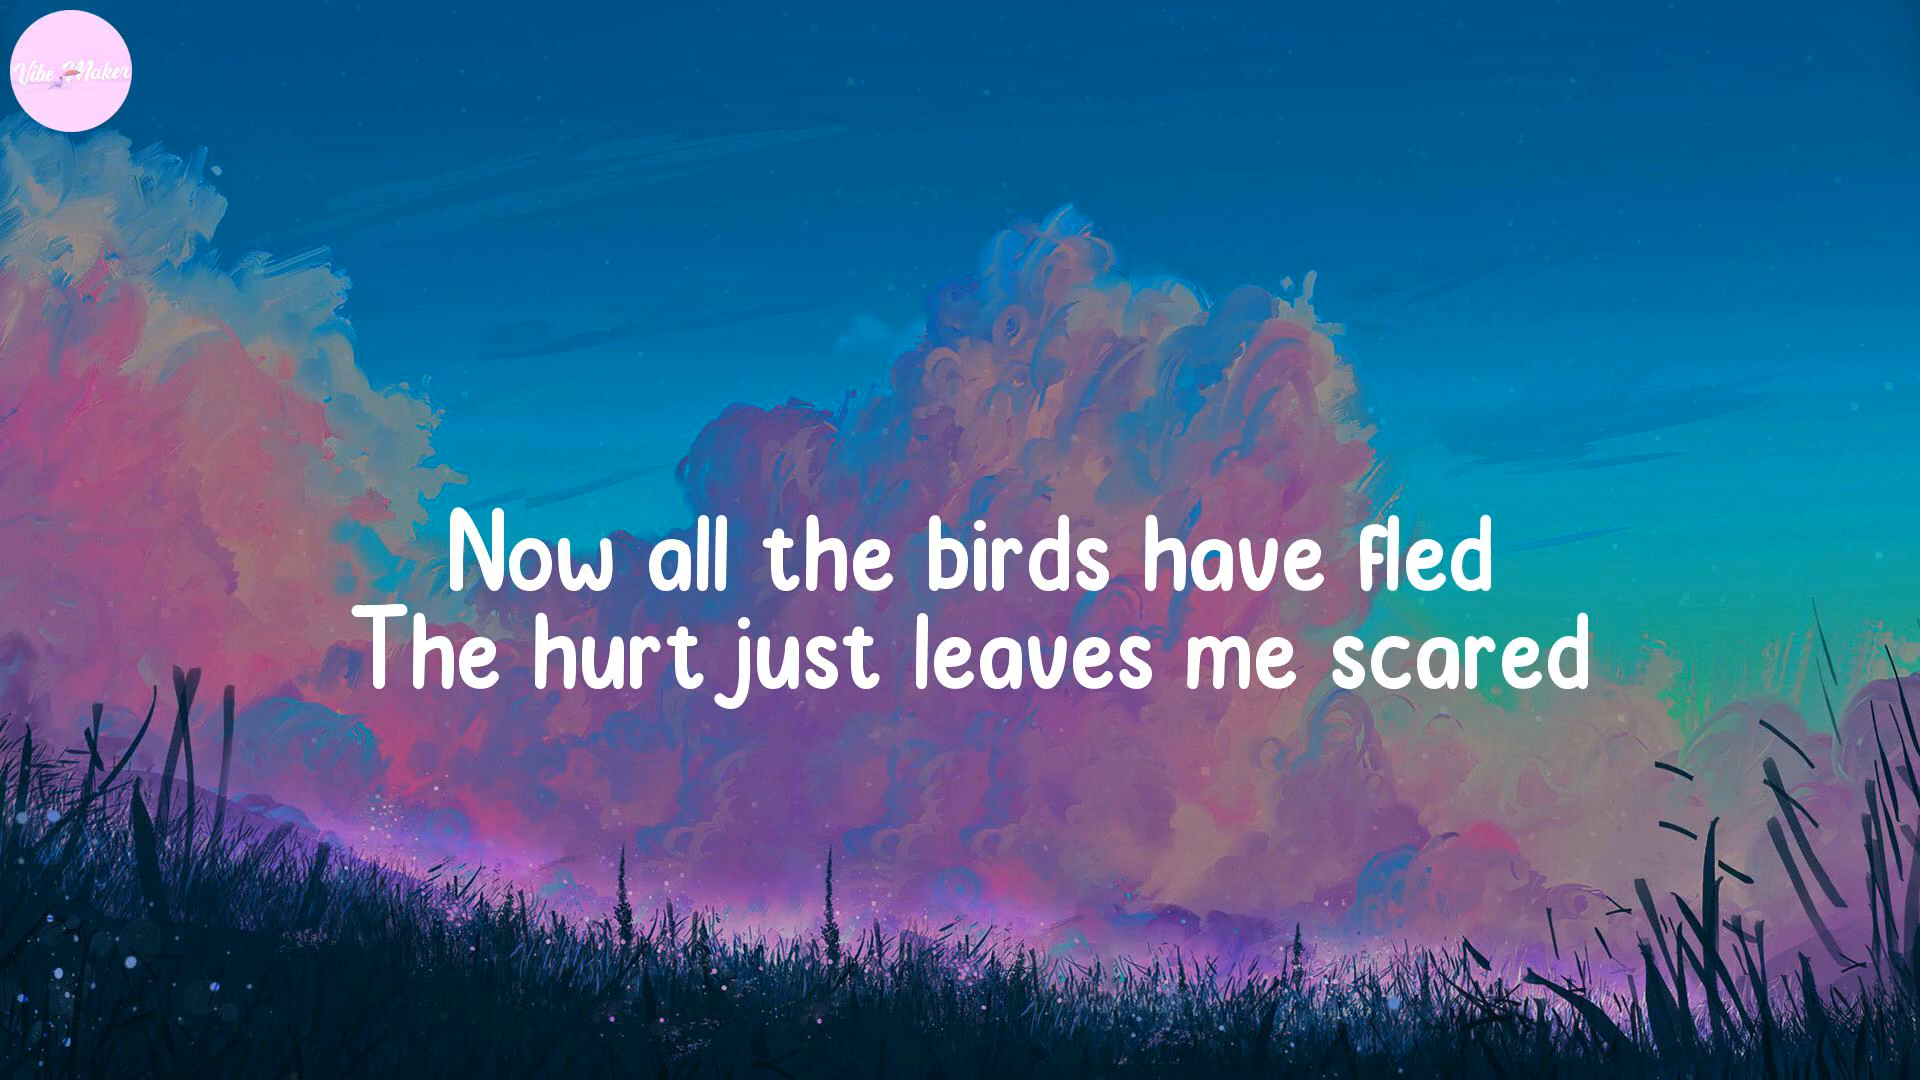 Vibe Maker
Now all the birds have fled
The hurt just leaves me scared